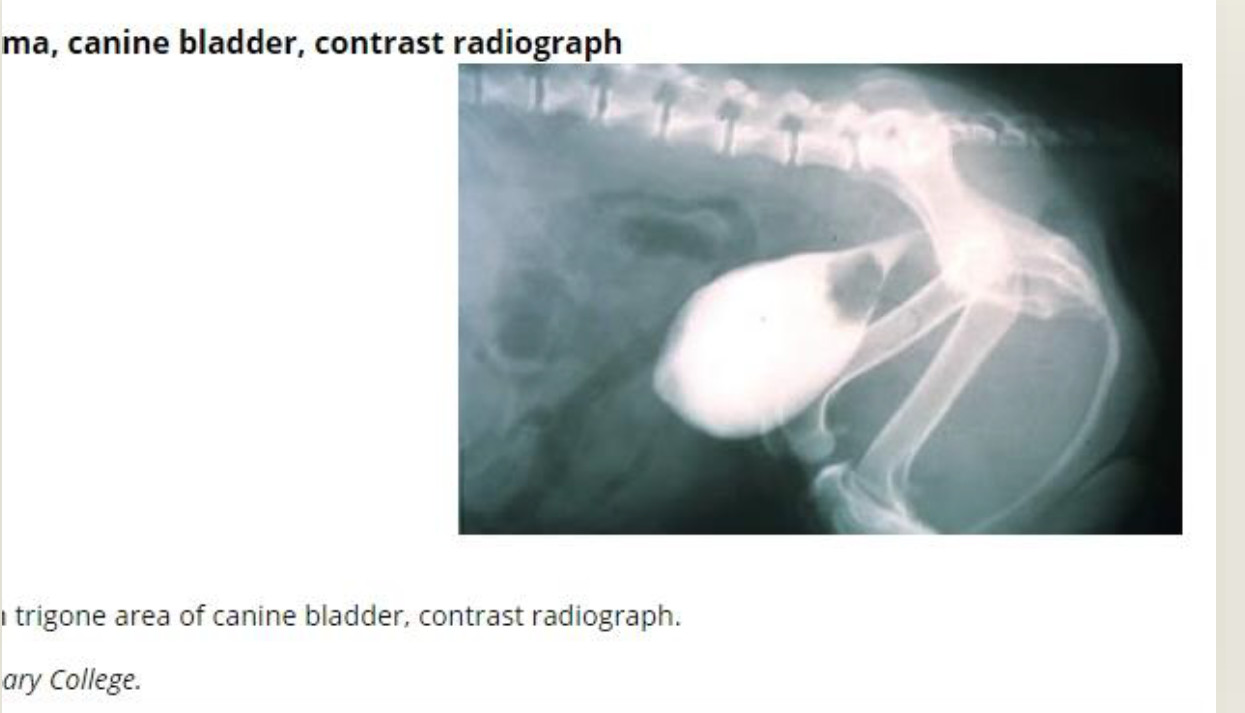 ma, canine bladder, contrast radiograph
trigone area of canine bladder, contrast radiograph.
ary College.